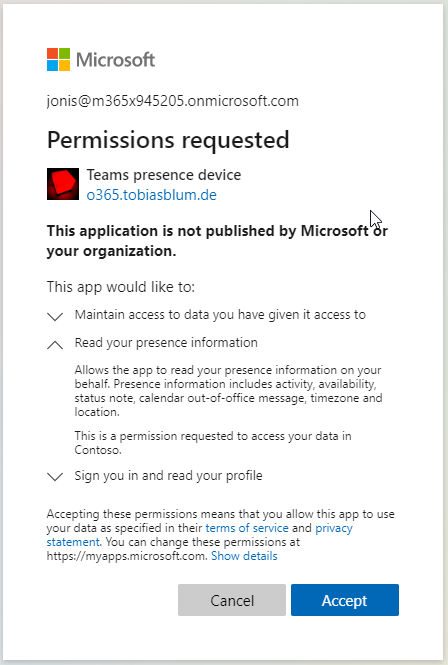 Microsoft
jonis@m365x945205.onmicrosoft.com
Permissions requested
Teams presence device
o365.tobiasblum.de
This application is not published by Microsoft or
your organization.
This app would like to:
Maintain access to data you have given it access to
Read your presence information
Allows the app to read your presence information on your
behalf. Presence information includes activity, availability,
status note, calendar out-of-office message, timezone and
location.
This is a permission requested to access your data in
Contoso.
Sign you in and read your profile
Accepting these permissions means that you allow this app to use
your data as specified in their terms of service and privacy
statement. You can change these permissions at
https://myapps.microsoft.com. Show details
Cancel
Accept